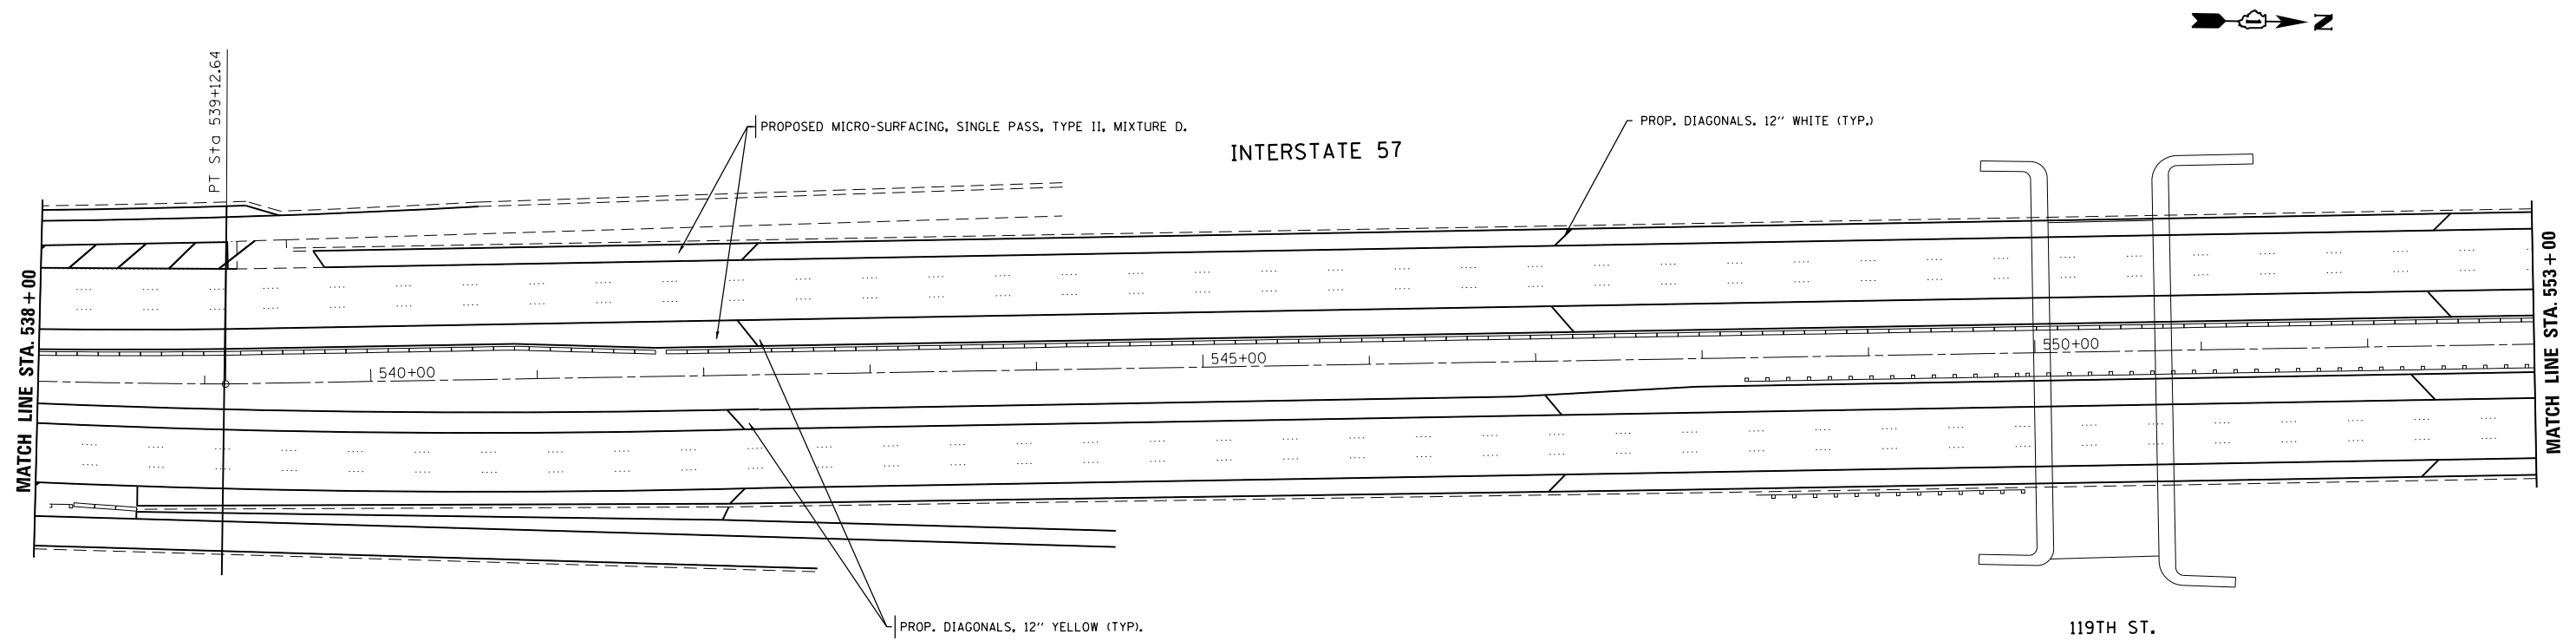 N
PT Sta 539+12.64
PROPOSED MICRO-SURFACING, SINGLE PASS, TYPE II, MIXTURE D.
PROP. DIAGONALS. 12'' WHITE (TYP.)
INTERSTATE 57
MATCH LINE STA. 538+00
MATCH LINE STA. 553+00
540+00
545+00
550+00
PROP. DIAGONALS, 12'' YELLOW (TYP).
119TH ST.